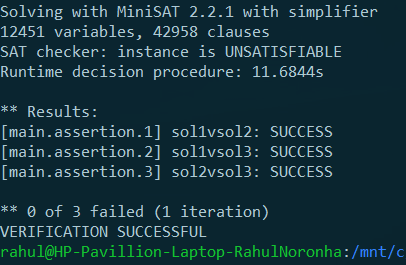 Solving with MiniSAT 2.2.1 with simplifier
12451 variables, 42958 clauses
SAT checker: instance is UNSATISFIABLE
Runtime decision procedure: 11.6844s
** Results:
[main.assertion.1] sol1vsol2: SUCCESS
[main.assertion.2] sol1vsol3: SUCCESS
[main.assertion.3] sol2vsol3: SUCCESS
** 0 of 3 failed (1 iteration)
VERIFICATION SUCCESSFUL
rahul@HP-Pavillion-Laptop-RahulNoronha:/mnt/c